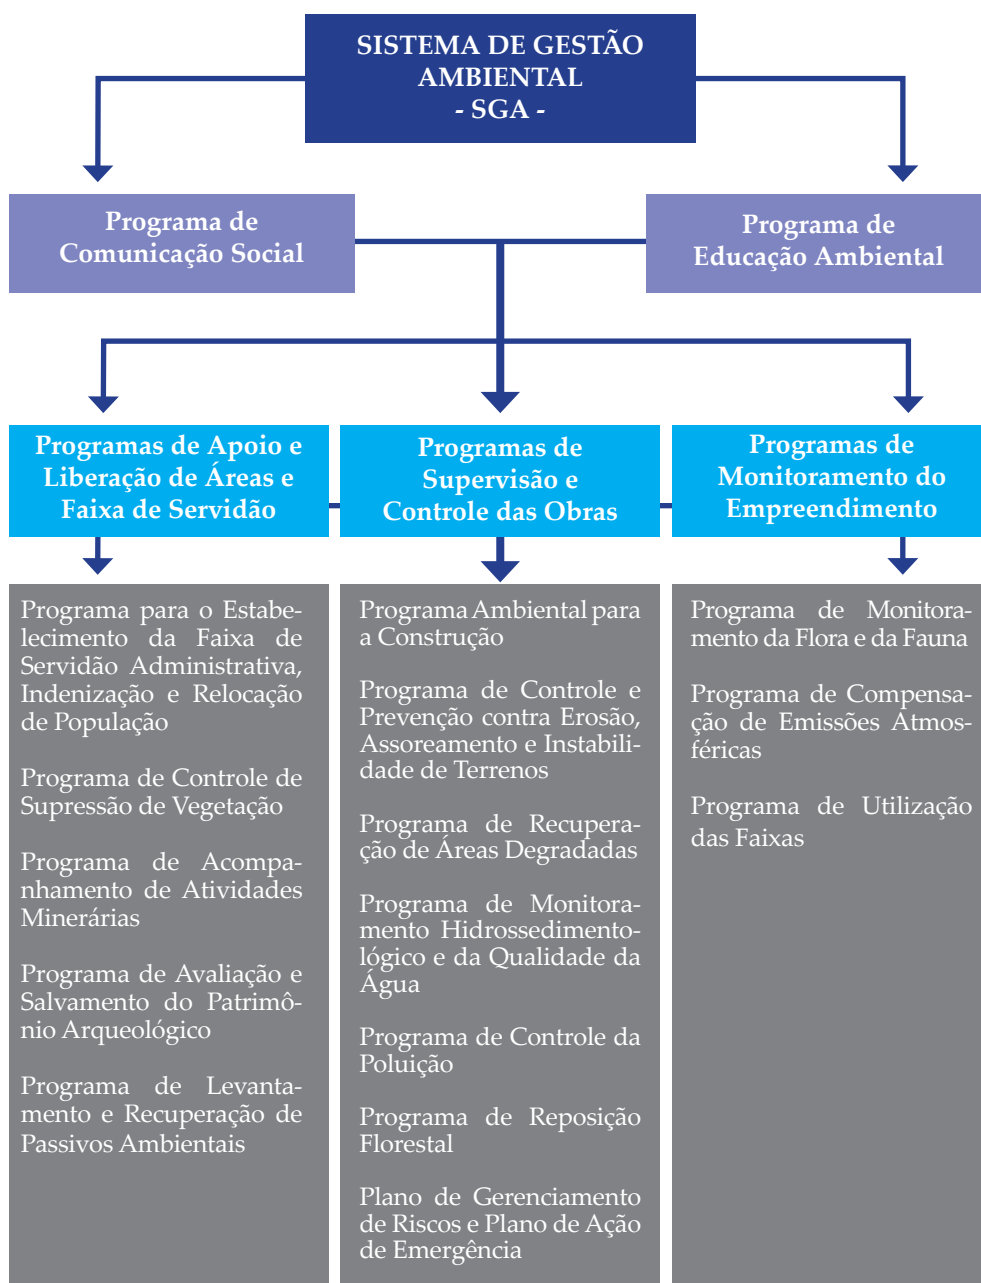 SISTEMA DE GESTÃO
AMBIENTAL
- SGA -
Programa de
Comunicação Social
Programa de
Educação Ambiental
Programas de Apoio e
Liberação de Áreas e
Faixa de Servidão
Programas de
Supervisão e
Controle das Obras
Programas de
Monitoramento do
Empreendimento
Programa para o Estabe-
lecimento da Faixa de
Servidão Administrativa,
Indenização e Relocação
de População
Programa de Controle de
Supressão de Vegetação
Programa de Acompa-
nhamento de Atividades
Minerárias
Programa de Avaliação e
Salvamento do Patrimô-
nio Arqueológico
Programa de Levanta-
mento e Recuperação de
Passivos Ambientais
Programa Ambiental para
a Construção
Programa de Controle e
Prevenção contra Erosão,
Assoreamento e Instabili-
dade de Terrenos
Programa de Recupera-
ção de Áreas Degradadas
Programa de Monitora-
mento Hidrossedimento-
lógico e da Qualidade da
Água
Programa de Controle da
Poluição
Programa de Reposição
Florestal
Plano de Gerenciamento
de Riscos e Plano de Ação
de Emergência
Programa de Monitora-
mento da Flora e da Fauna
Programa de Compensa-
ção de Emissões Atmos-
féricas
Programa de Utilização
das Faixas